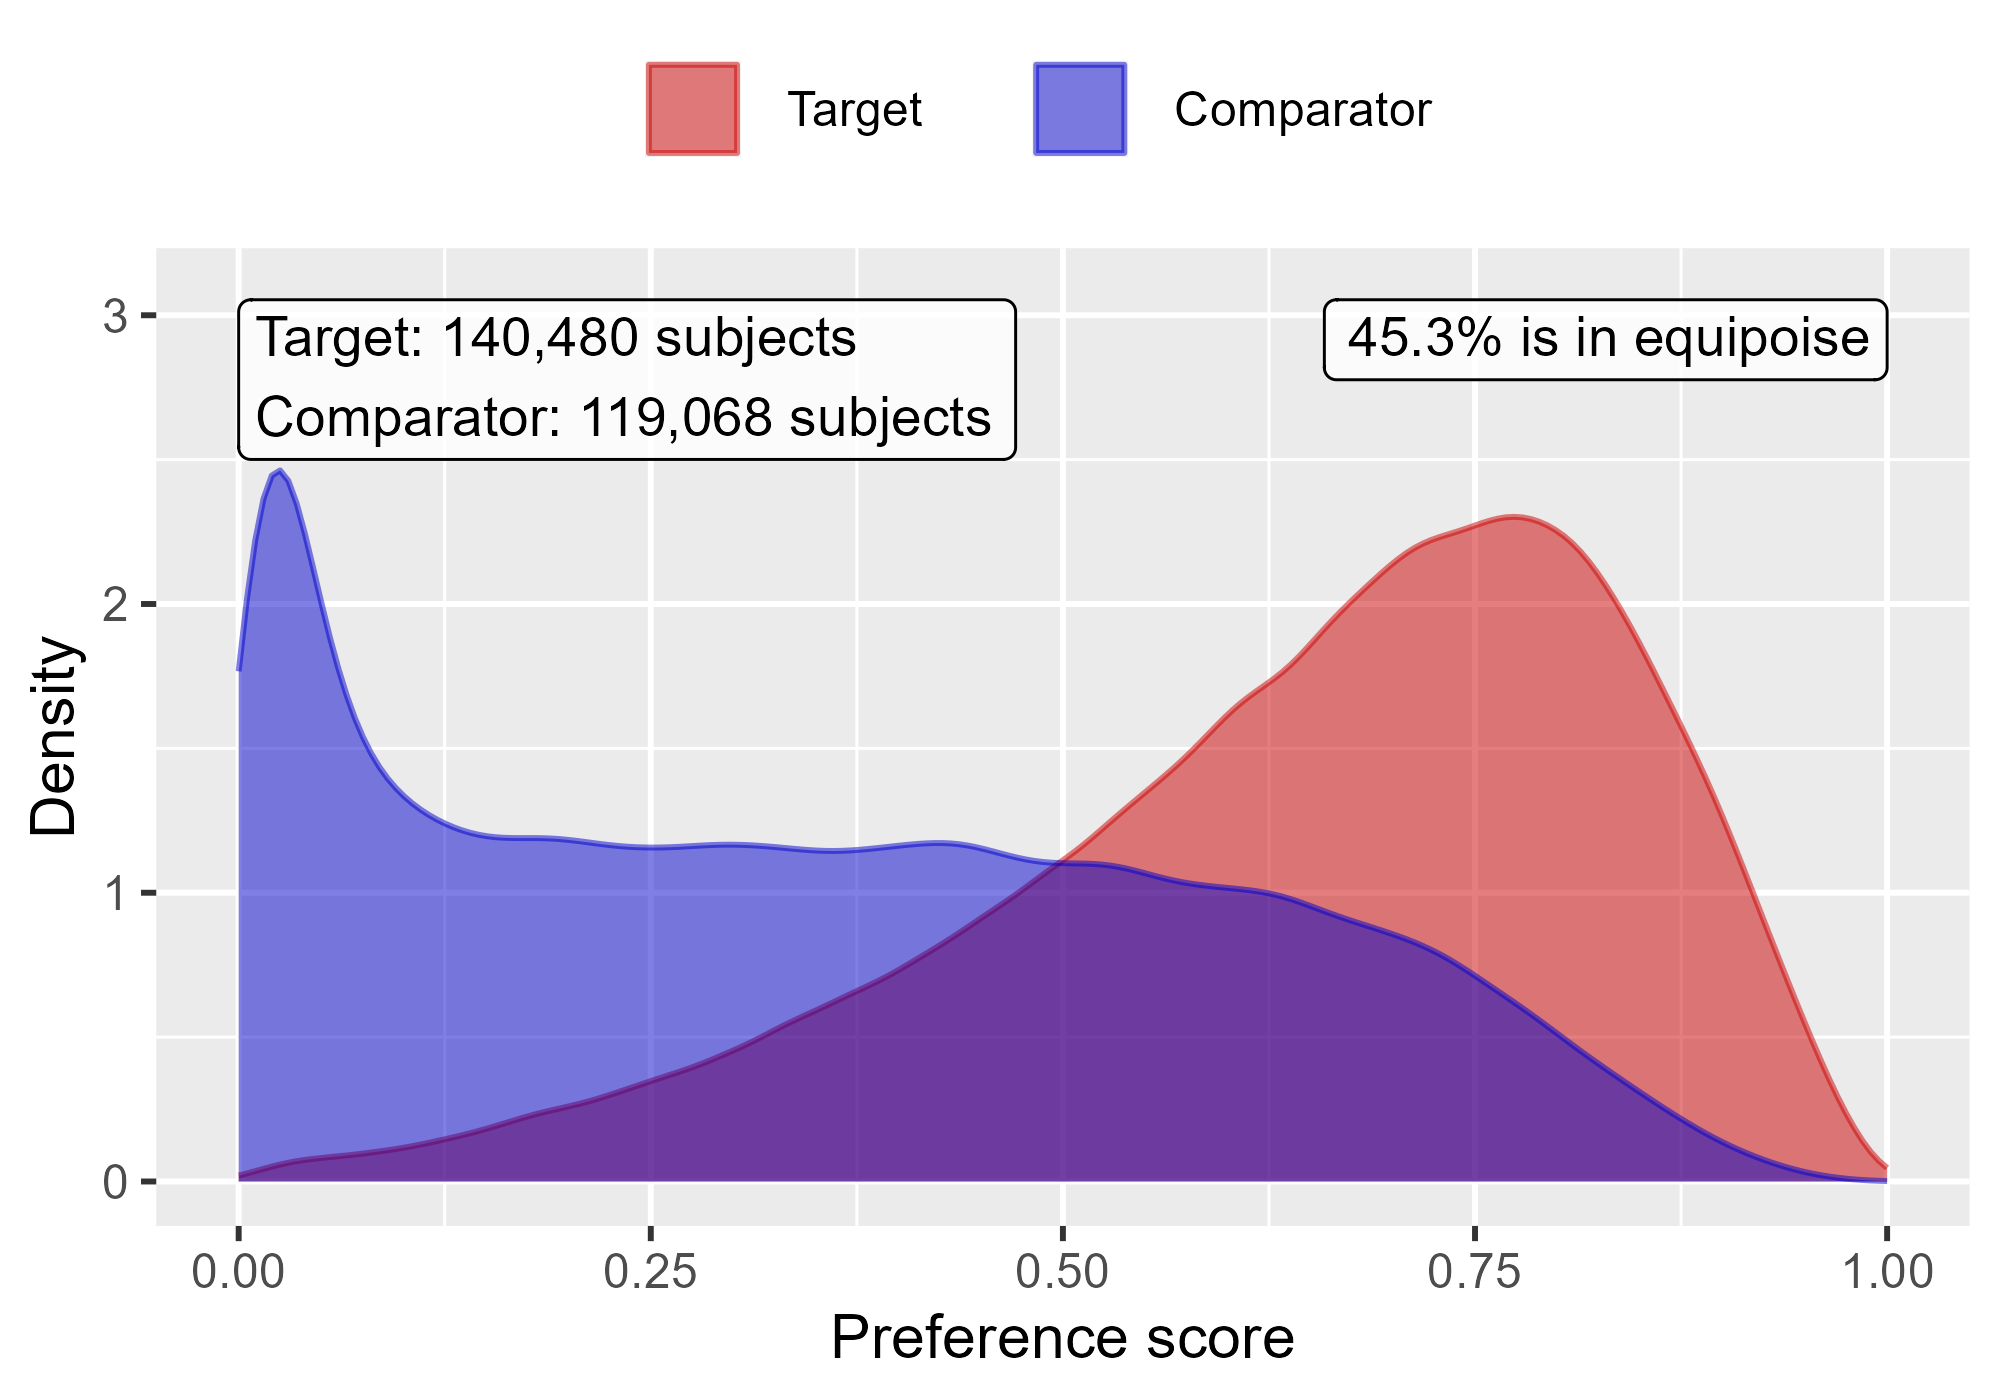 Target Comparator
3
Target: 140,480 subjects
Comparator: 119,068 subjects
45.3% is in equipoise
2
1
0
Density
0.00 0.25 0.50 0.75 1.00
Preference score